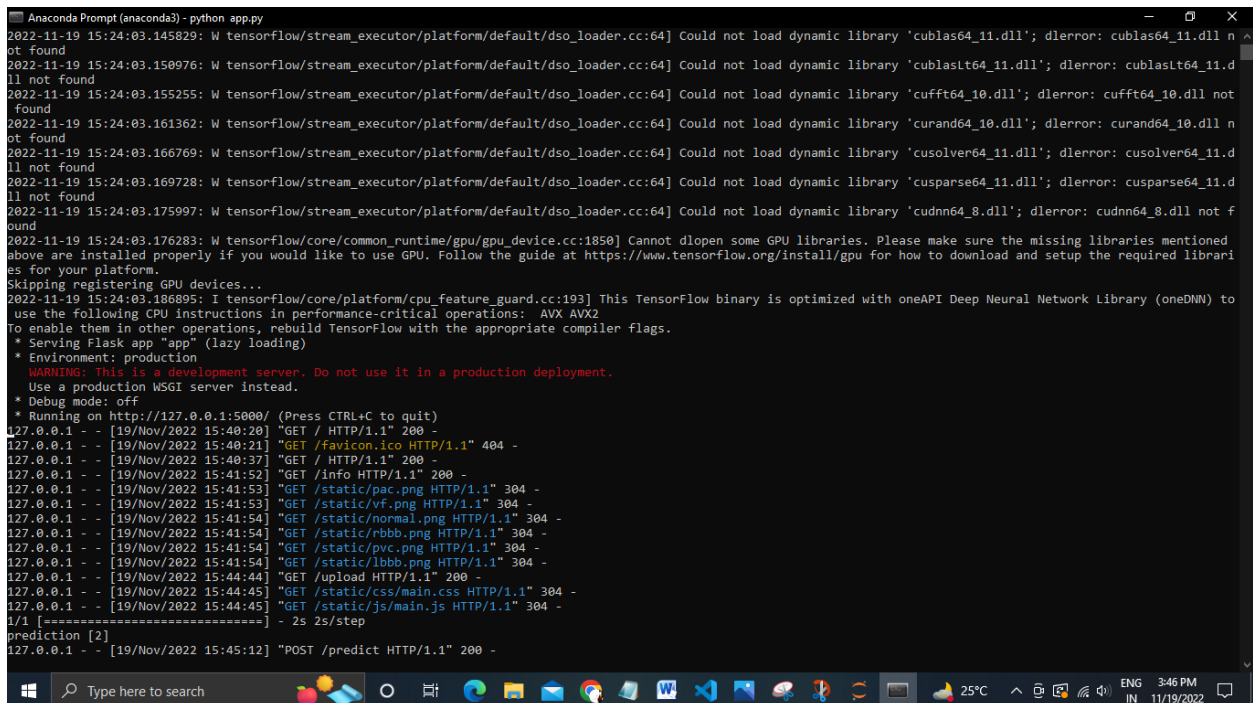 Anaconda Prompt (anaconda3) - python app.py
2022-11-19 15:24:03.145829: W tensorflow/stream_executor/platform/default/dso_loader.cc:64] Could not load dynamic library 'cublas64_11.dll'; dlerror: cublas64_11.dll n
ot found
2022-11-19 15:24:03.150976: W tensorflow/stream_executor/platform/default/dso_loader.cc:64] Could not load dynamic library 'cublasLt64_11.dll'; dlerror: cublasLt64_11.d
ll not found
2022-11-19 15:24:03.155255: W tensorflow/stream_executor/platform/default/dso_loader.cc:64] Could not load dynamic library 'cufft64_10.dll'; dlerror: cufft64_10.dll not
 found
2022-11-19 15:24:03.161362: W tensorflow/stream_executor/platform/default/dso_loader.cc:64] Could not load dynamic library 'curand64_10.dll'; dlerror: curand64_10.dll n
ot found
2022-11-19 15:24:03.166769: W tensorflow/stream_executor/platform/default/dso_loader.cc:64] Could not load dynamic library 'cusolver64_11.dll'; dlerror: cusolver64_11.d
ll not found
2022-11-19 15:24:03.169728: W tensorflow/stream_executor/platform/default/dso_loader.cc:64] Could not load dynamic library 'cusparse64_11.dll'; dlerror: cusparse64_11.d
ll not found
2022-11-19 15:24:03.175997: W tensorflow/stream_executor/platform/default/dso_loader.cc:64] Could not load dynamic library 'cudnn64_8.dll'; dlerror: cudnn64_8.dll not f
ound
2022-11-19 15:24:03.176283: W tensorflow/core/common_runtime/gpu/gpu_device.cc:1850] Cannot dlopen some GPU libraries. Please make sure the missing libraries mentioned
above are installed properly if you would like to use GPU. Follow the guide at https://www.tensorflow.org/install/gpu for how to download and setup the required librari
es for your platform.
Skipping registering GPU devices...
2022-11-19 15:24:03.186895: I tensorflow/core/platform/cpu_feature_guard.cc:193] This TensorFlow binary is optimized with oneAPI Deep Neural Network Library (oneDNN) to
 use the following CPU instructions in performance-critical operations:  AVX AVX2
To enable them in other operations, rebuild TensorFlow with the appropriate compiler flags.
 * Serving Flask app "app" (lazy loading)
 * Environment: production
   WARNING: This is a development server. Do not use it in a production deployment.
   Use a production WSGI server instead.
 * Debug mode: off
 * Running on http://127.0.0.1:5000/ (Press CTRL+C to quit)
127.0.0.1 - - [19/Nov/2022 15:40:20] "GET / HTTP/1.1" 200 -
127.0.0.1 - - [19/Nov/2022 15:40:21] "GET /favicon.ico HTTP/1.1" 404 -
127.0.0.1 - - [19/Nov/2022 15:40:37] "GET / HTTP/1.1" 200 -
127.0.0.1 - - [19/Nov/2022 15:41:52] "GET /info HTTP/1.1" 200 -
127.0.0.1 - - [19/Nov/2022 15:41:53] "GET /static/pac.png HTTP/1.1" 304 -
127.0.0.1 - - [19/Nov/2022 15:41:53] "GET /static/vf.png HTTP/1.1" 304 -
127.0.0.1 - - [19/Nov/2022 15:41:54] "GET /static/normal.png HTTP/1.1" 304 -
127.0.0.1 - - [19/Nov/2022 15:41:54] "GET /static/rbbb.png HTTP/1.1" 304 -
127.0.0.1 - - [19/Nov/2022 15:41:54] "GET /static/pvc.png HTTP/1.1" 304 -
127.0.0.1 - - [19/Nov/2022 15:41:54] "GET /static/lbbb.png HTTP/1.1" 304 -
127.0.0.1 - - [19/Nov/2022 15:44:44] "GET /upload HTTP/1.1" 200 -
127.0.0.1 - - [19/Nov/2022 15:44:45] "GET /static/css/main.css HTTP/1.1" 304 -
127.0.0.1 - - [19/Nov/2022 15:44:45] "GET /static/js/main.js HTTP/1.1" 304 -
1/1 [==============================] - 2s 2s/step
prediction [2]
127.0.0.1 - - [19/Nov/2022 15:45:12] "POST /predict HTTP/1.1" 200 -
Type here to search
25°C
ENG
IN
3:46 PM
11/19/2022